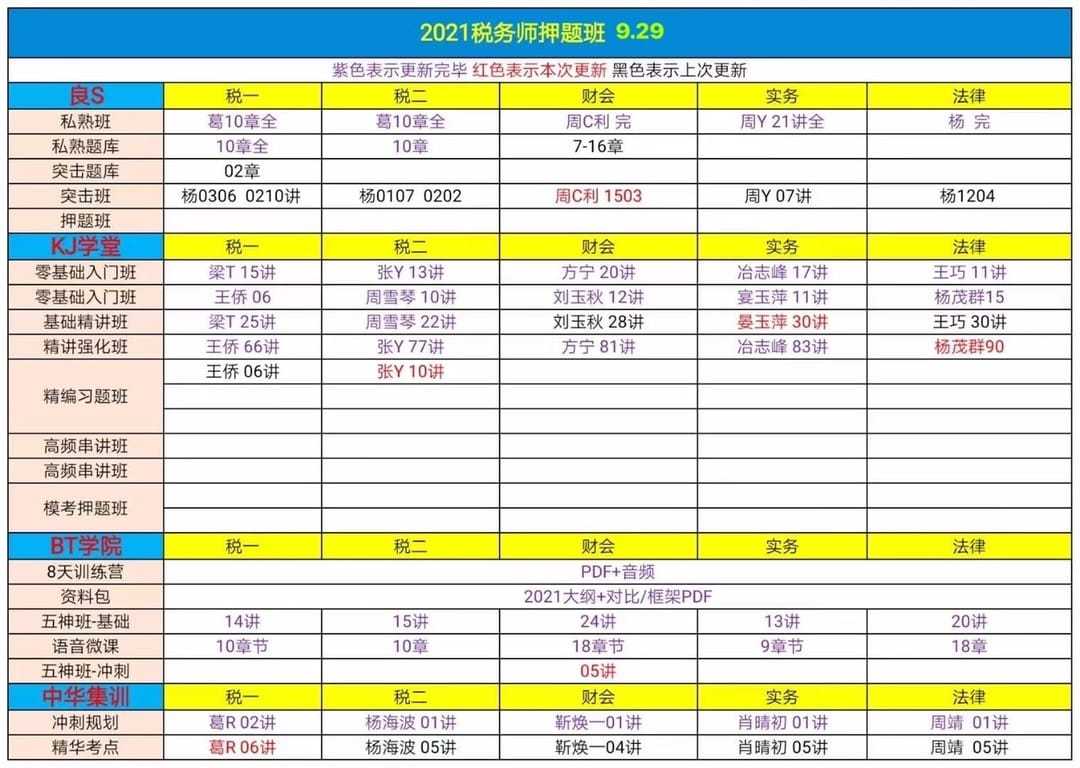 2021税务师押题班 9.29
紫色表示更新完毕 红色表示本次更新 黑色表示上次更新
良S 税一 税二 财会 实务 法律
私熟班 葛10章全 葛10章全 周C利 完 周Y 21讲全 杨 完
私熟题库 10章全 10章 7-16章
突击题库 02章
突击班 杨0306 0210讲 杨0107 0202 周C利 1503 周Y 07讲 杨1204
押题班
KJ学堂 税一 税二 财会 实务 法律
零基础入门班 梁T 15讲 张Y 13讲 方宁 20讲 冶志峰 17讲 王巧 11讲
零基础入门班 王侨 06 周雪琴 10讲 刘玉秋 12讲 宴玉萍 11讲 杨茂群15
基础精讲班 梁T 25讲 周雪琴 22讲 刘玉秋 28讲 晏玉萍 30讲 王巧 30讲
精讲强化班 王侨 66讲 张Y 77讲 方宁 81讲 冶志峰 83讲 杨茂群90
精编习题班 王侨 06讲 张Y 10讲
高频串讲班
高频串讲班
模考押题班
BT学院 税一 税二 财会 实务 法律
8天训练营 PDF+音频
资料包 2021大纲+对比/框架PDF
五神班-基础 14讲 15讲 24讲 13讲 20讲
语音微课 10章节 10章 18章节 9章节 18章
五神班-冲刺 05讲
中华集训 税一 税二 财会 实务 法律
冲刺规划 葛R 02讲 杨海波 01讲 靳焕一01讲 肖晴初 01讲 周靖 01讲
精华考点 葛R 06讲 杨海波 05讲 靳焕一04讲 肖晴初 05讲 周靖 05讲